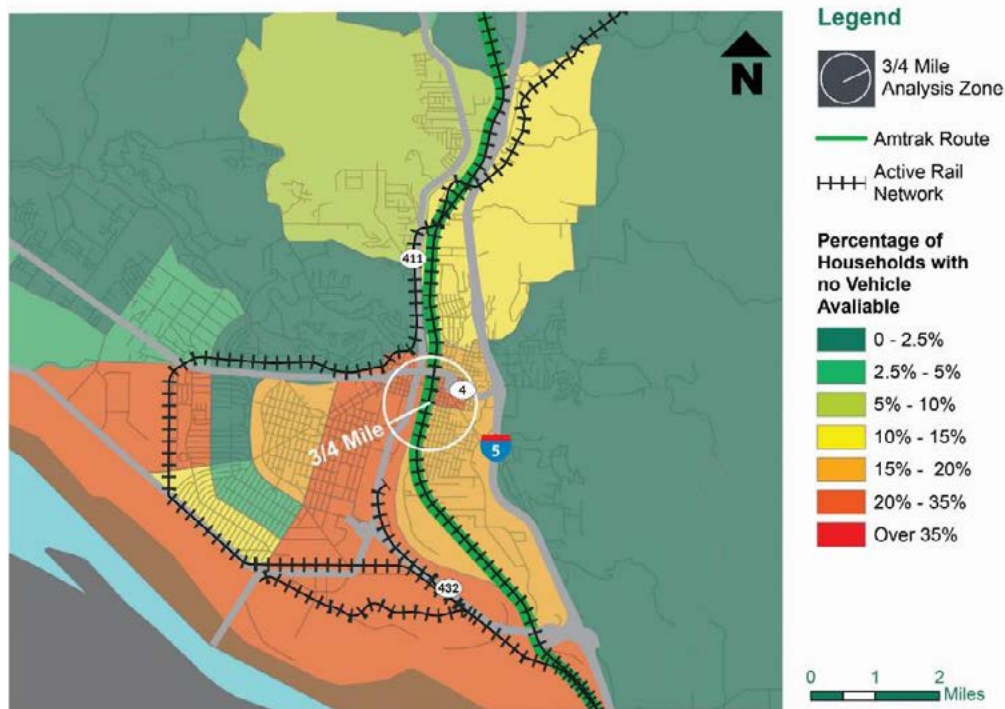 Legend
3/4 Mile
Analysis Zone
Amtrak Route
Active Rail
Network
Percentage of
Households with
no Vehicle
Avaliable
0 - 2.5%
2.5% - 5%
5% - 10%
10% - 15%
15% - 20%
20% - 35%
Over 35%
0 1 2
Miles
N
411
4
3/4 Mile
5
432